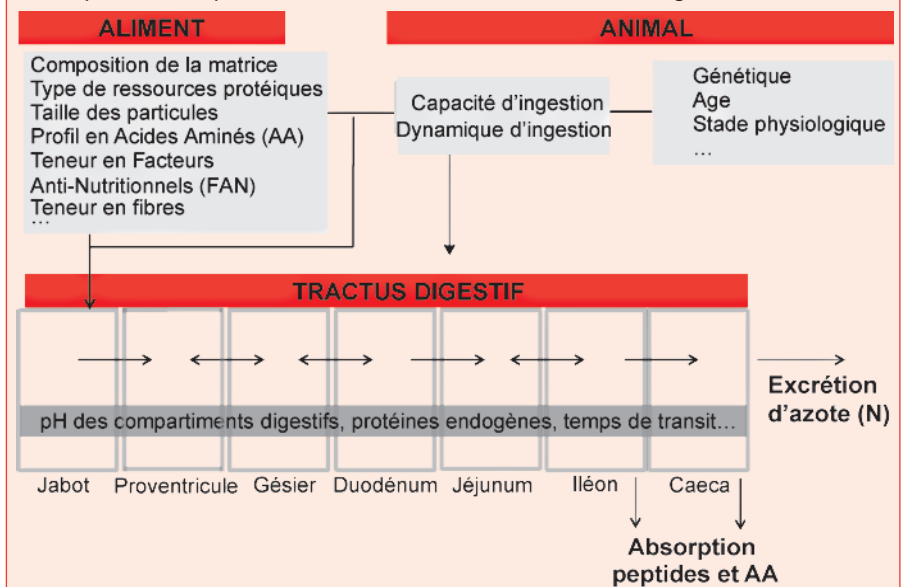 ALIMENT
ANIMAL
Composition de la matrice
Type de ressources protéiques
Taille des particules
Profil en Acides Aminés (AA)
Teneur en Facteurs
Anti-Nutritionnels (FAN)
Teneur en fibres
...
Capacité d'ingestion
Dynamique d'ingestion
Génétique
Age
Stade physiologique
...
TRACTUS DIGESTIF
pH des compartiments digestifs, protéines endogènes, temps de transit...
Excrétion
d'azote (N)
Jabot
Proventricule
Gésier
Duodénum
Jéjunum
Iléon
Caeca
Absorption
peptides et AA